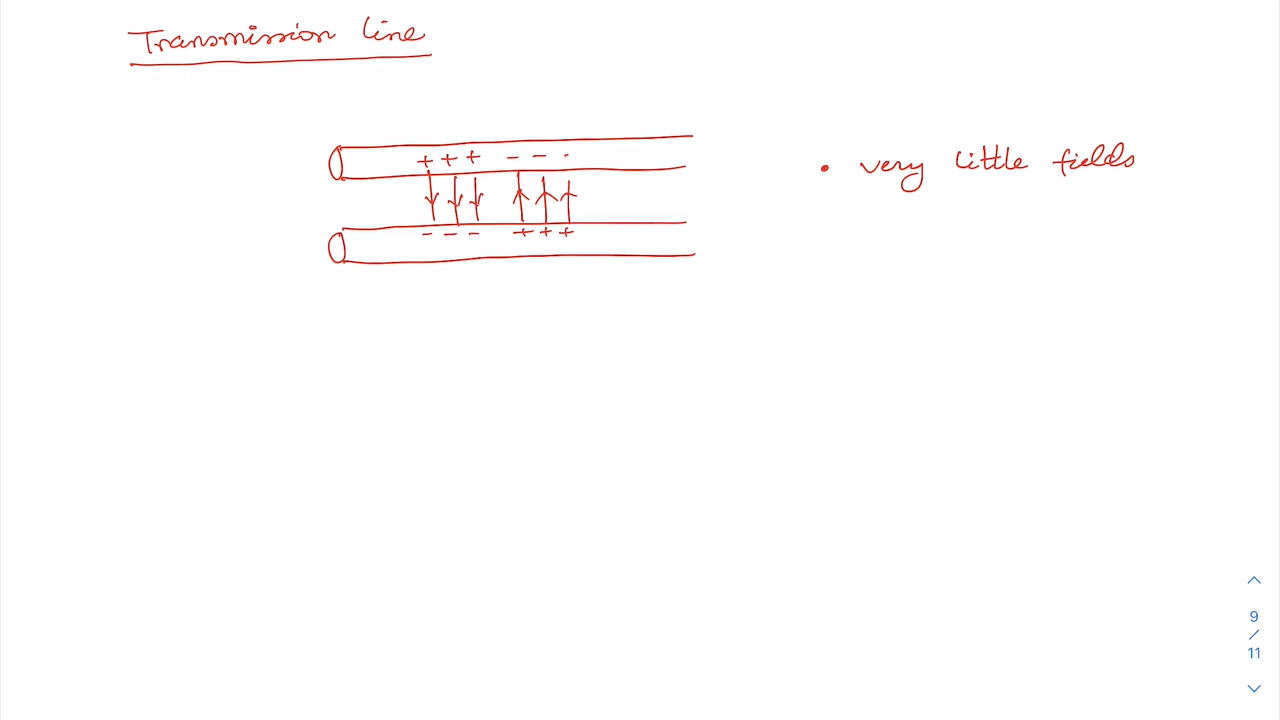 Transmission line
+ + + − − ·
• very little fields
− − − + + +
9
/
11